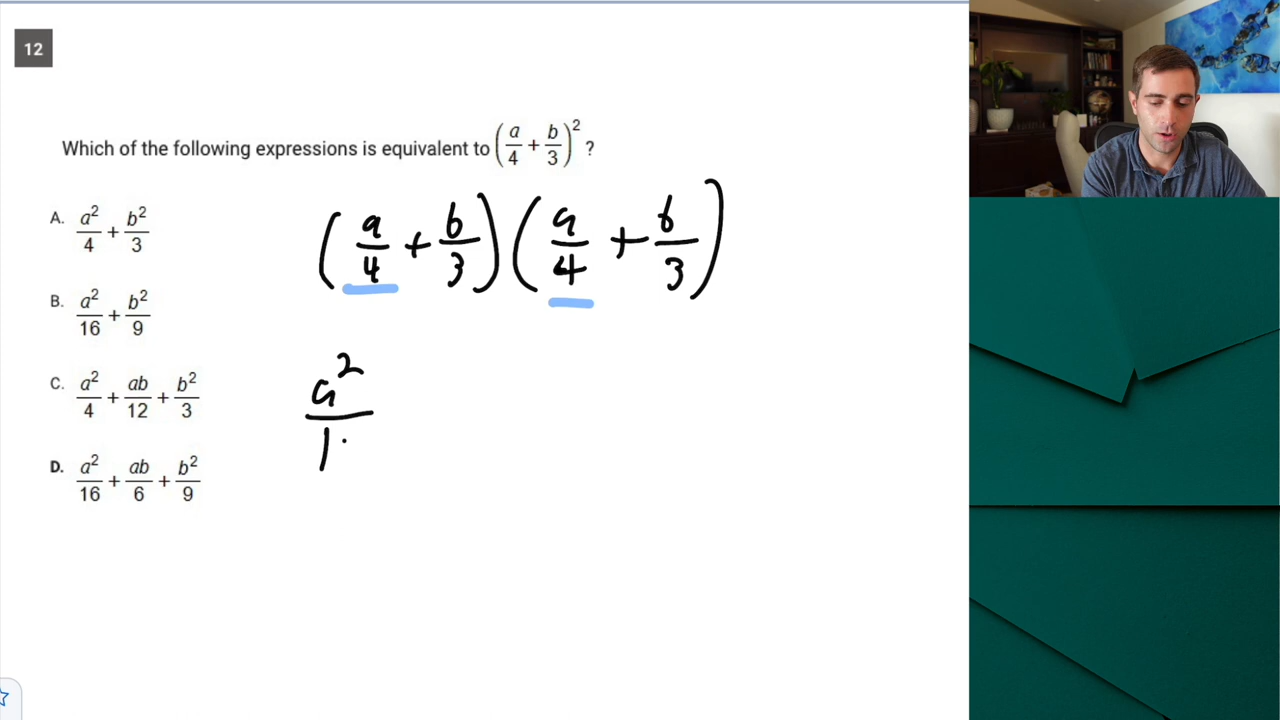 12
Which of the following expressions is equivalent to (a/4 + b/3)² ?
A. a²/4 + b²/3
B. a²/16 + b²/9
C. a²/4 + ab/12 + b²/3
D. a²/16 + ab/6 + b²/9
(a/4 + b/3)(a/4 + b/3)
a²/1